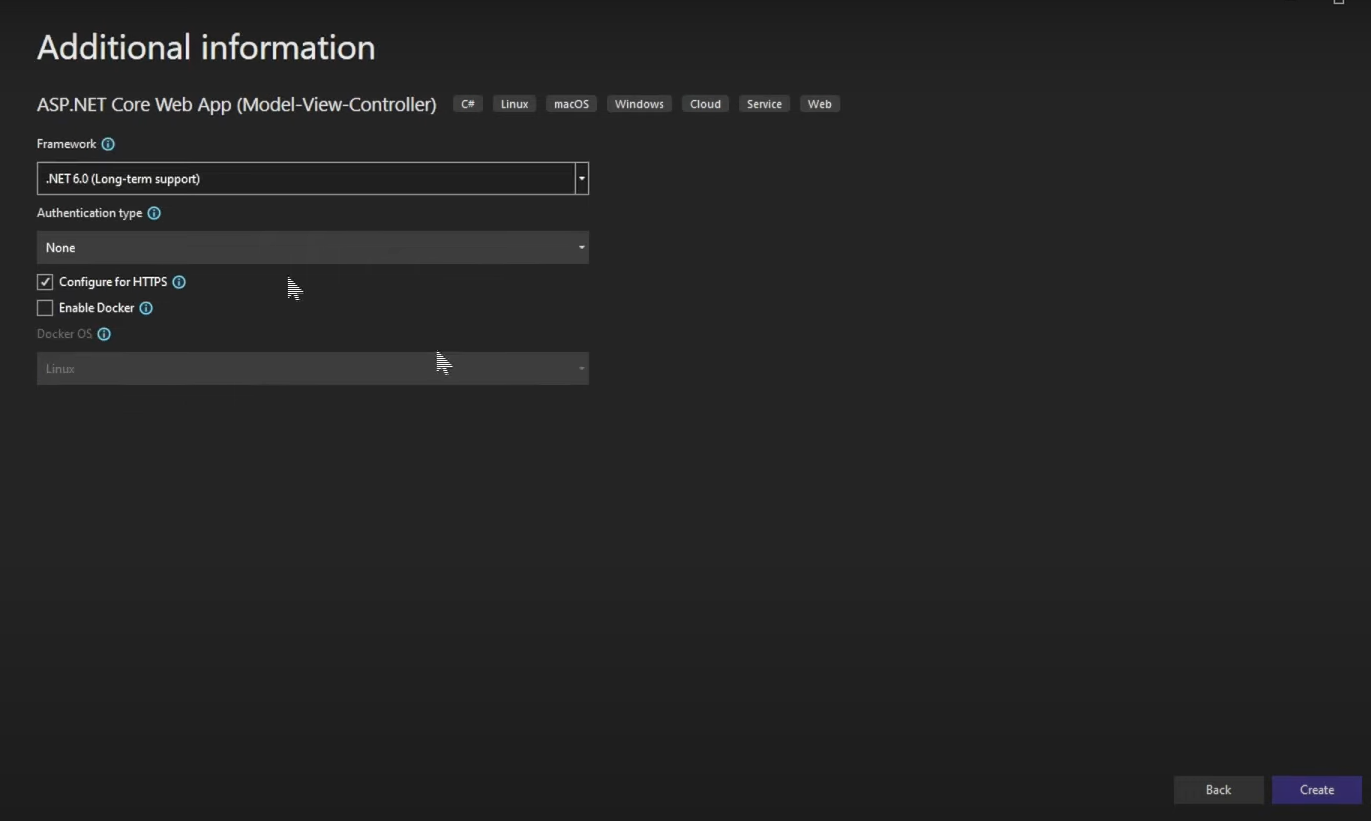 Additional information
ASP.NET Core Web App (Model-View-Controller) C# Linux macOS Windows Cloud Service Web
Framework
.NET 6.0 (Long-term support)
Authentication type
None
Configure for HTTPS
Enable Docker
Docker OS
Linux
Back Create